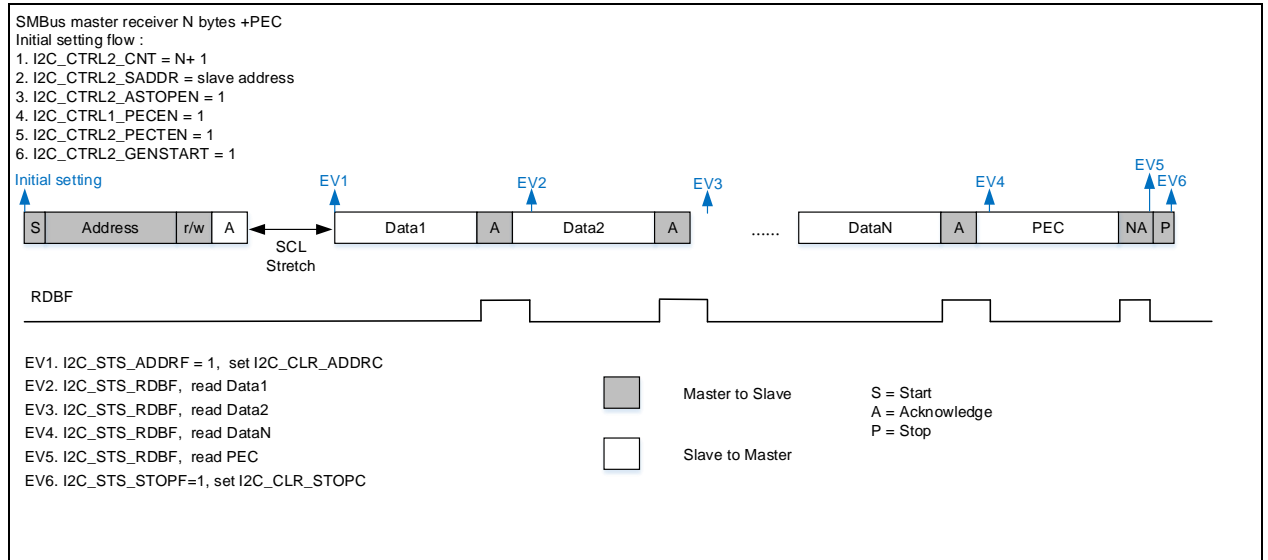 SMBus master receiver N bytes +PEC
Initial setting flow :
1. I2C_CTRL2_CNT = N+ 1
2. I2C_CTRL2_SADDR = slave address
3. I2C_CTRL2_ASTOPEN = 1
4. I2C_CTRL1_PECEN = 1
5. I2C_CTRL2_PECTEN = 1
6. I2C_CTRL2_GENSTART = 1
Initial setting EV1 EV2 EV3 EV4 EV5 EV6
S Address r/w A Data1 A Data2 A ...... DataN A PEC NA P
SCL
Stretch
RDBF
EV1. I2C_STS_ADDRF = 1, set I2C_CLR_ADDRC
EV2. I2C_STS_RDBF, read Data1
EV3. I2C_STS_RDBF, read Data2
EV4. I2C_STS_RDBF, read DataN
EV5. I2C_STS_RDBF, read PEC
EV6. I2C_STS_STOPF=1, set I2C_CLR_STOPC
Master to Slave
Slave to Master
S = Start
A = Acknowledge
P = Stop